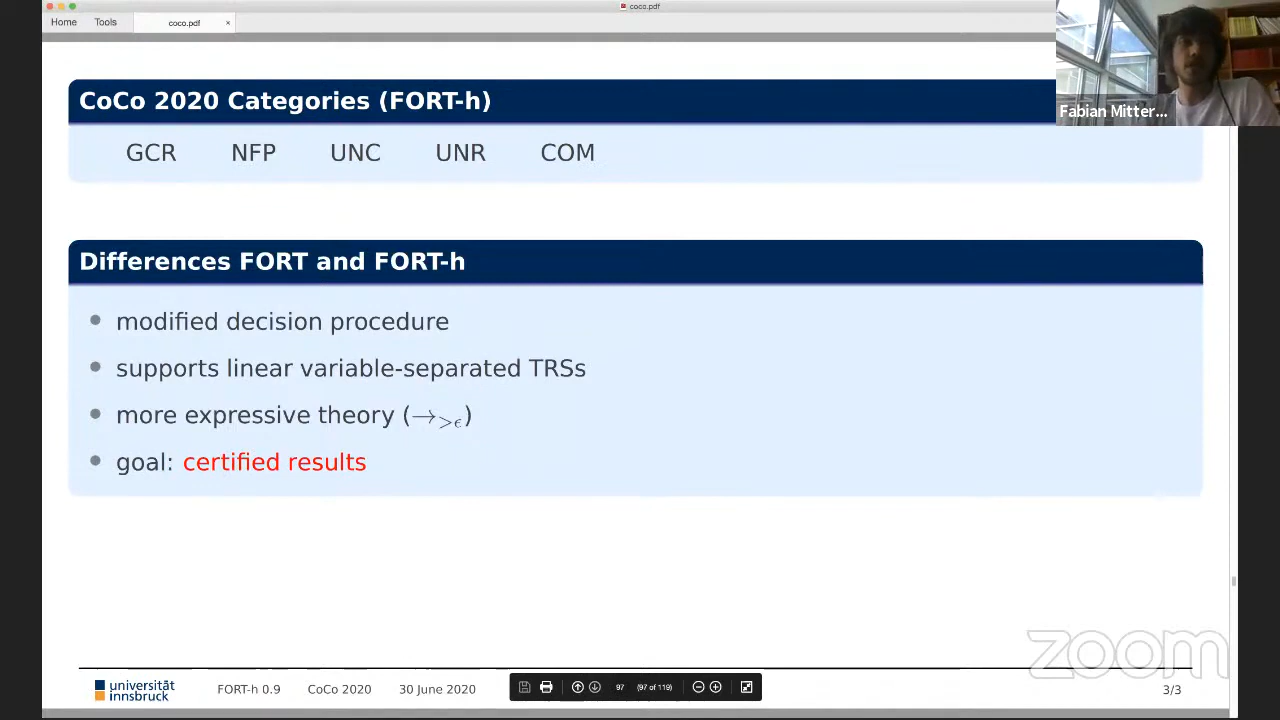 coco.pdf
Home Tools coco.pdf ×
CoCo 2020 Categories (FORT-h)
Fabian Mitter...
GCR NFP UNC UNR COM
Differences FORT and FORT-h
• modified decision procedure
• supports linear variable-separated TRSs
• more expressive theory (→>ϵ)
• goal: certified results
zoom
universität
innsbruck
FORT-h 0.9 CoCo 2020 30 June 2020 97 (97 of 119) 3/3